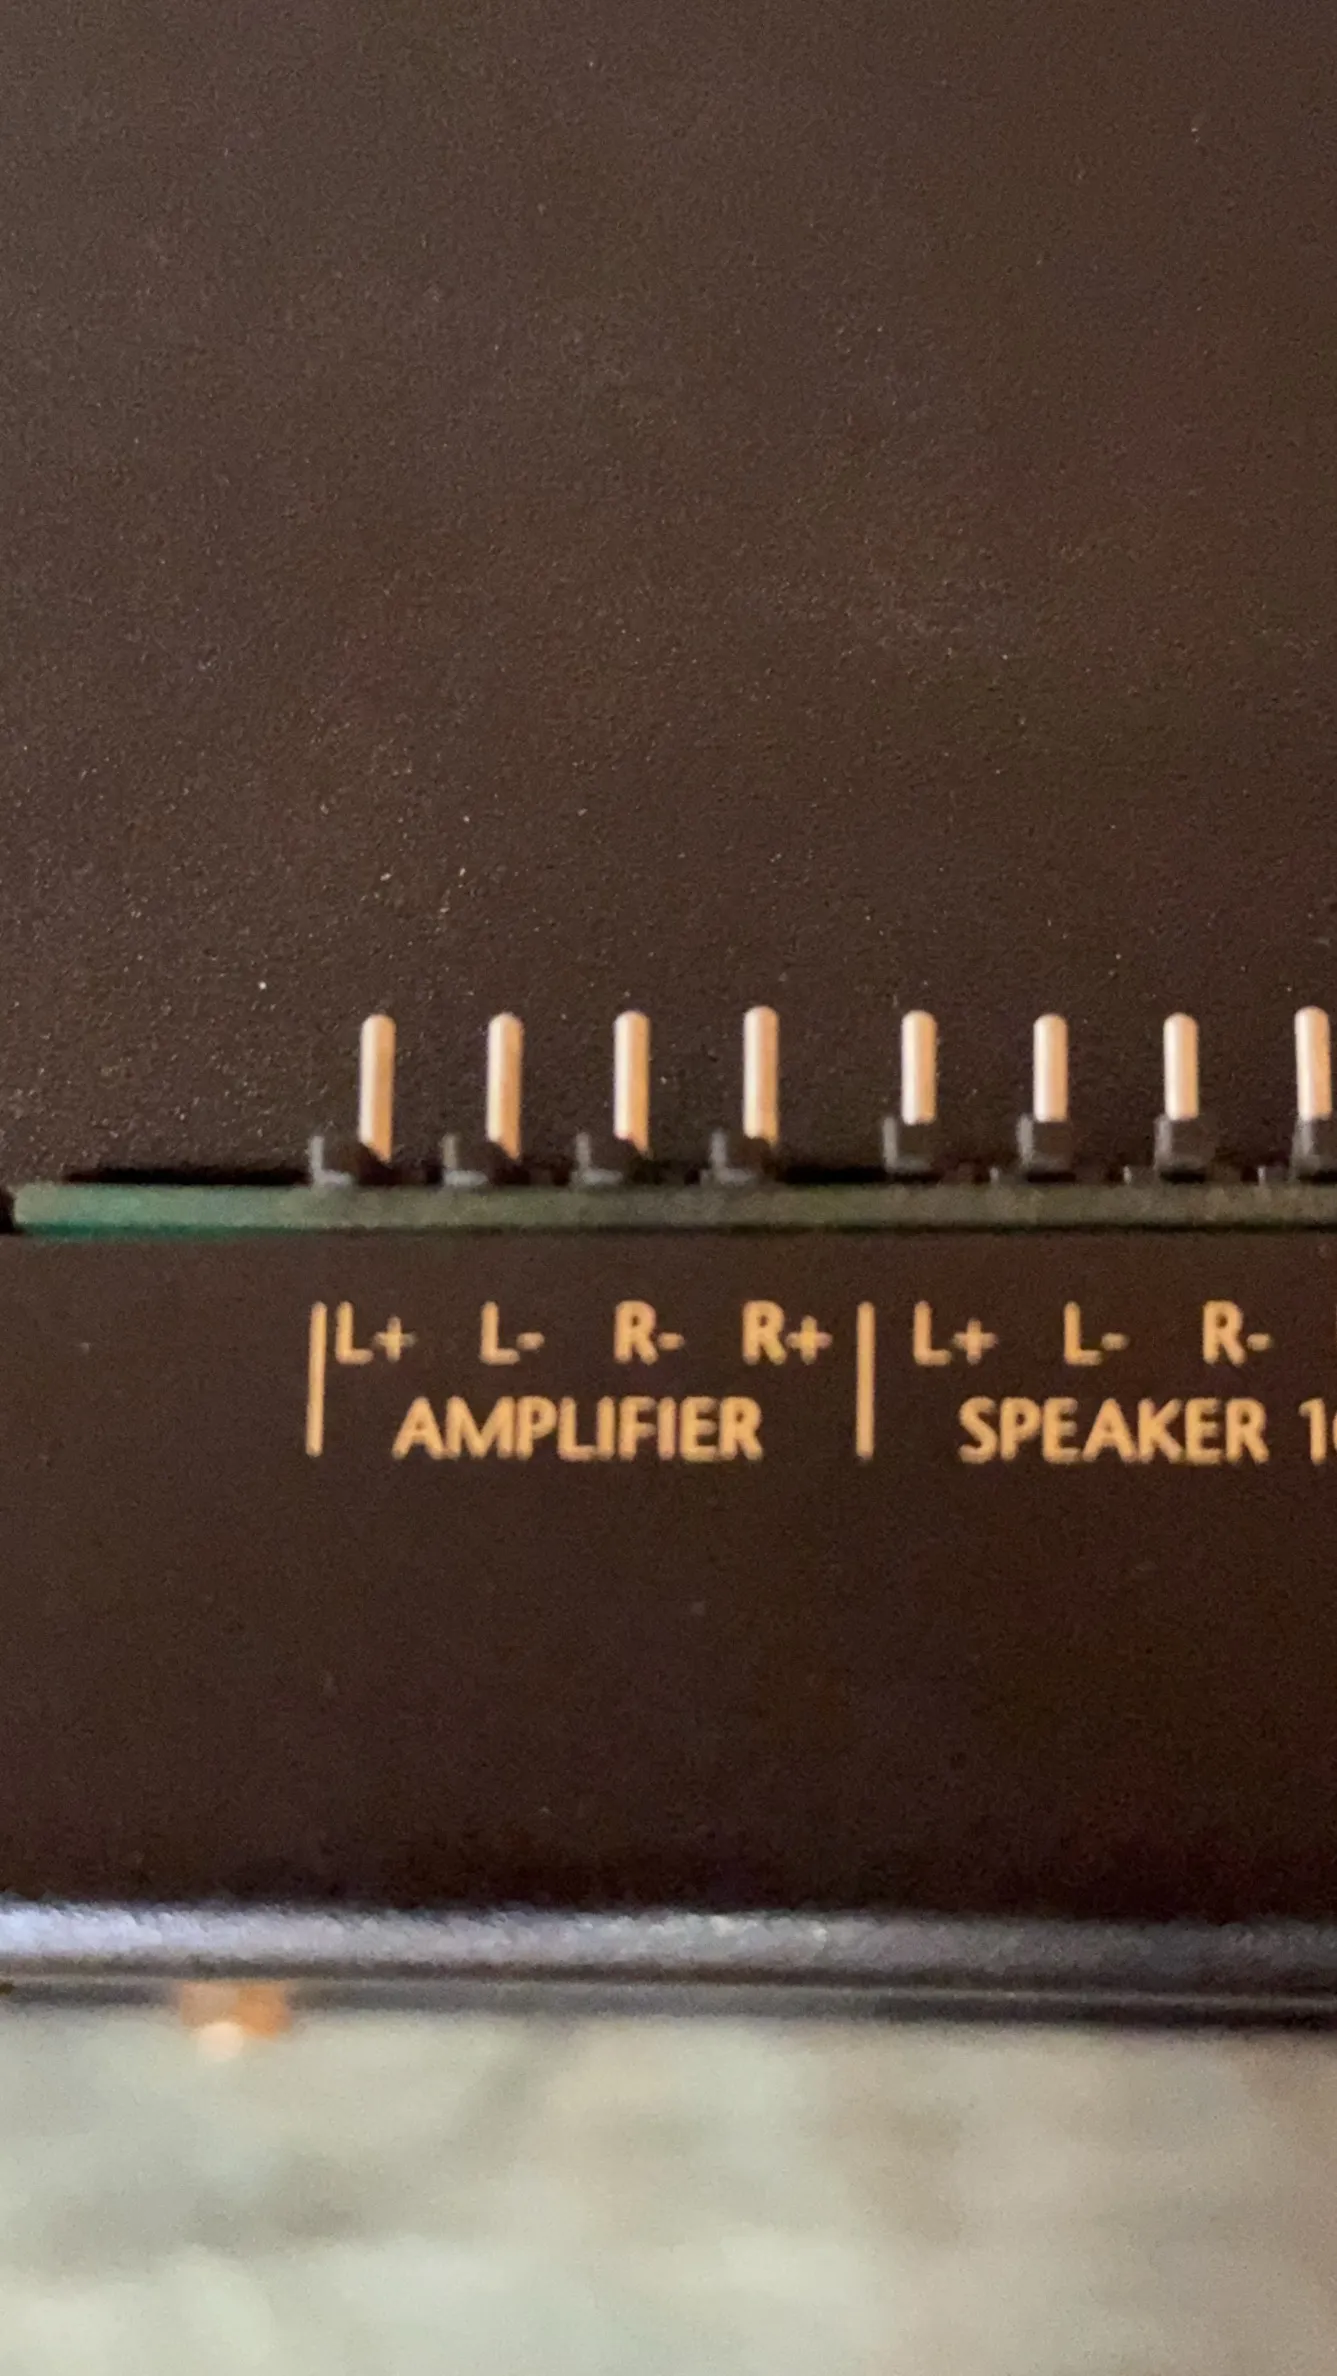 L+ L- R- R+ L+ L- R-
AMPLIFIER SPEAKER